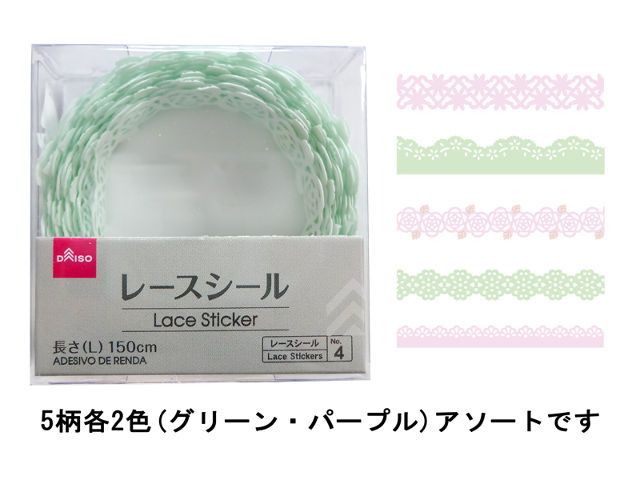 DAISO
レースシール
Lace Sticker
長さ(L) 150cm
ADESIVO DE RENDA
レースシール
Lace Stickers
No.
4
5柄各2色(グリーン・パープル)アソートです